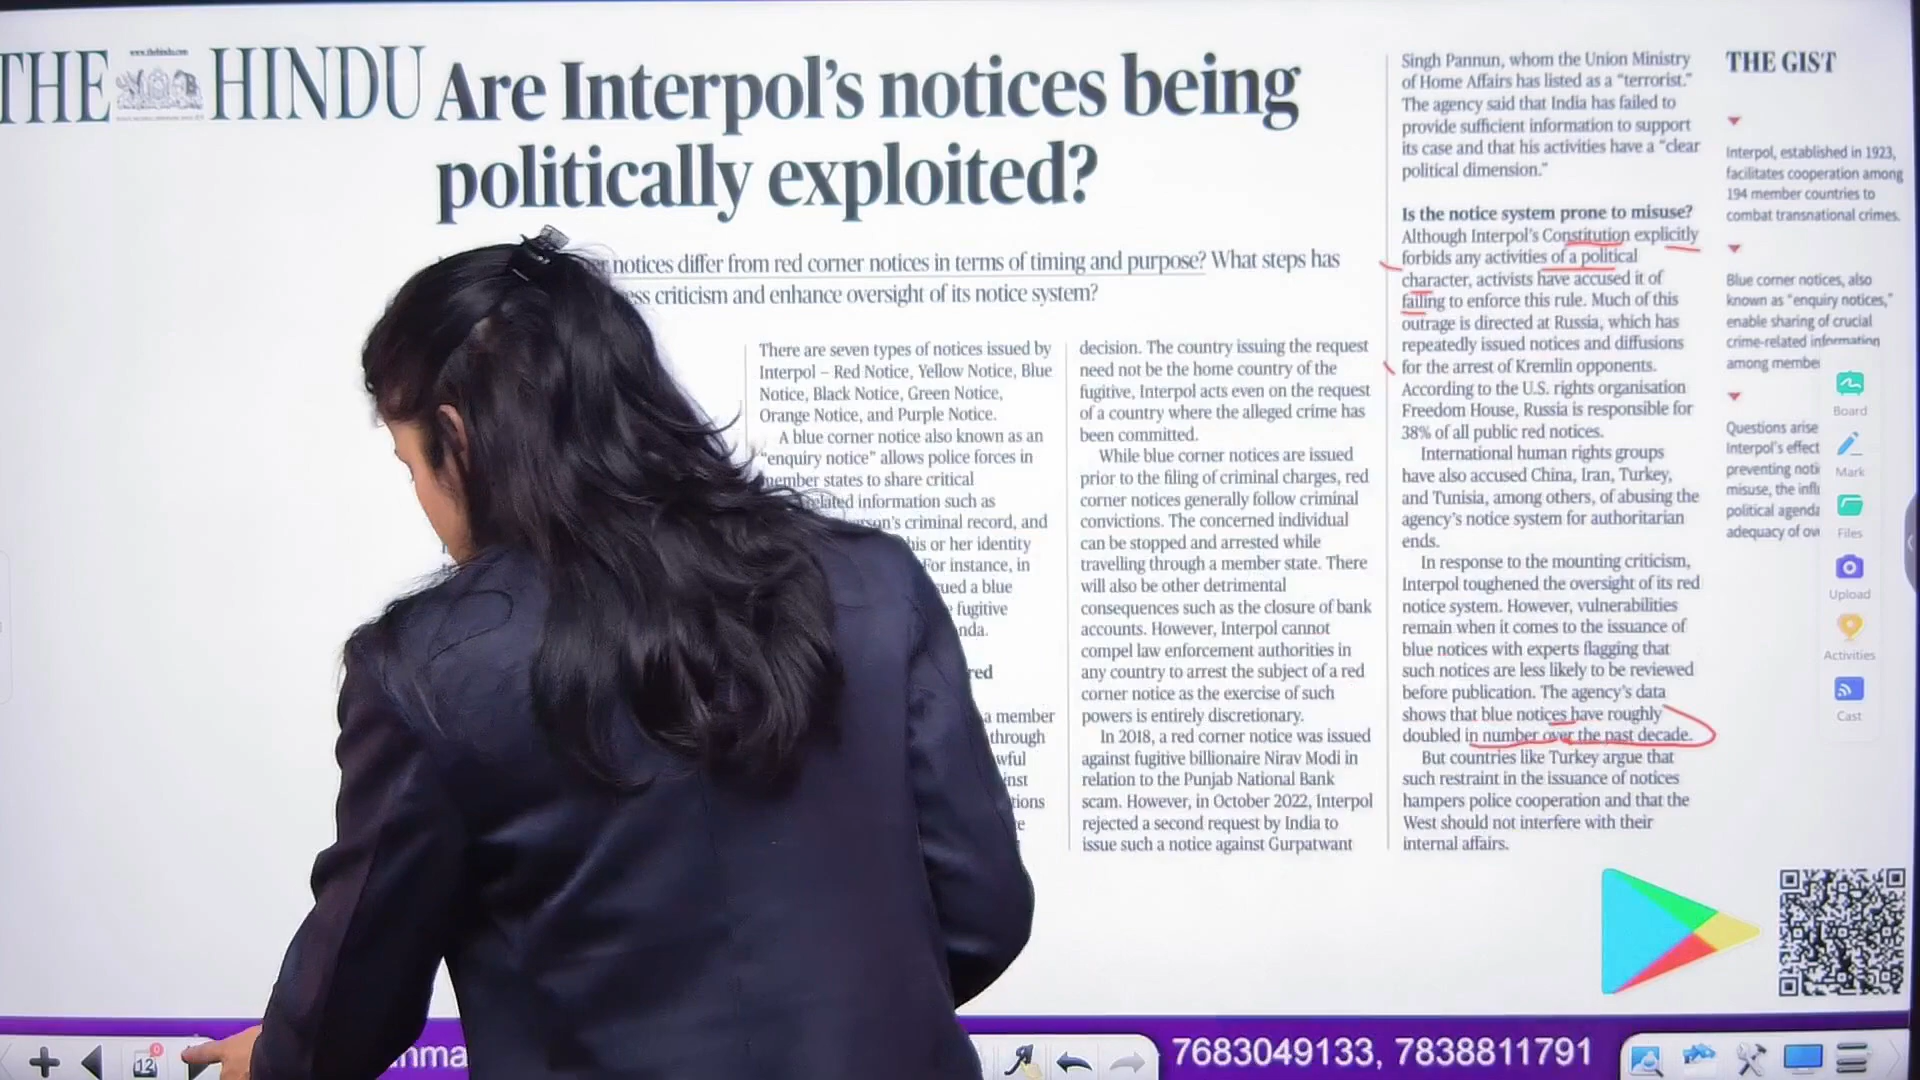 www.thehindu.com
THE HINDU
Are Interpol's notices being
politically exploited?
notices differ from red corner notices in terms of timing and purpose? What steps has
criticism and enhance oversight of its notice system?
There are seven types of notices issued by
Interpol – Red Notice, Yellow Notice, Blue
Notice, Black Notice, Green Notice,
Orange Notice, and Purple Notice.
A blue corner notice also known as an
"enquiry notice" allows police forces in
member states to share critical
related information such as
criminal record, and
his or her identity
For instance, in
a blue
fugitive
a member
through
decision. The country issuing the request
need not be the home country of the
fugitive, Interpol acts even on the request
of a country where the alleged crime has
been committed.
While blue corner notices are issued
prior to the filing of criminal charges, red
corner notices generally follow criminal
convictions. The concerned individual
can be stopped and arrested while
travelling through a member state. There
will also be other detrimental
consequences such as the closure of bank
accounts. However, Interpol cannot
compel law enforcement authorities in
any country to arrest the subject of a red
corner notice as the exercise of such
powers is entirely discretionary.
In 2018, a red corner notice was issued
against fugitive billionaire Nirav Modi in
relation to the Punjab National Bank
scam. However, in October 2022, Interpol
rejected a second request by India to
issue such a notice against Gurpatwant
Singh Pannun, whom the Union Ministry
of Home Affairs has listed as a "terrorist."
The agency said that India has failed to
provide sufficient information to support
its case and that his activities have a "clear
political dimension."
Is the notice system prone to misuse?
Although Interpol's Constitution explicitly
forbids any activities of a political
character, activists have accused it of
failing to enforce this rule. Much of this
outrage is directed at Russia, which has
repeatedly issued notices and diffusions
for the arrest of Kremlin opponents.
According to the U.S. rights organisation
Freedom House, Russia is responsible for
38% of all public red notices.
International human rights groups
have also accused China, Iran, Turkey,
and Tunisia, among others, of abusing the
agency's notice system for authoritarian
ends.
In response to the mounting criticism,
Interpol toughened the oversight of its red
notice system. However, vulnerabilities
remain when it comes to the issuance of
blue notices with experts flagging that
such notices are less likely to be reviewed
before publication. The agency's data
shows that blue notices have roughly
doubled in number over the past decade.
But countries like Turkey argue that
such restraint in the issuance of notices
hampers police cooperation and that the
West should not interfere with their
internal affairs.
THE GIST
Interpol, established in 1923,
facilitates cooperation among
194 member countries to
combat transnational crimes.
Blue corner notices, also
known as "enquiry notices,"
enable sharing of crucial
crime-related information
among
Questions arise
Interpol's
preventing
misuse, the
political
adequacy of
Board
Mark
Files
Upload
Activities
Cast
12
0
7683049133, 7838811791